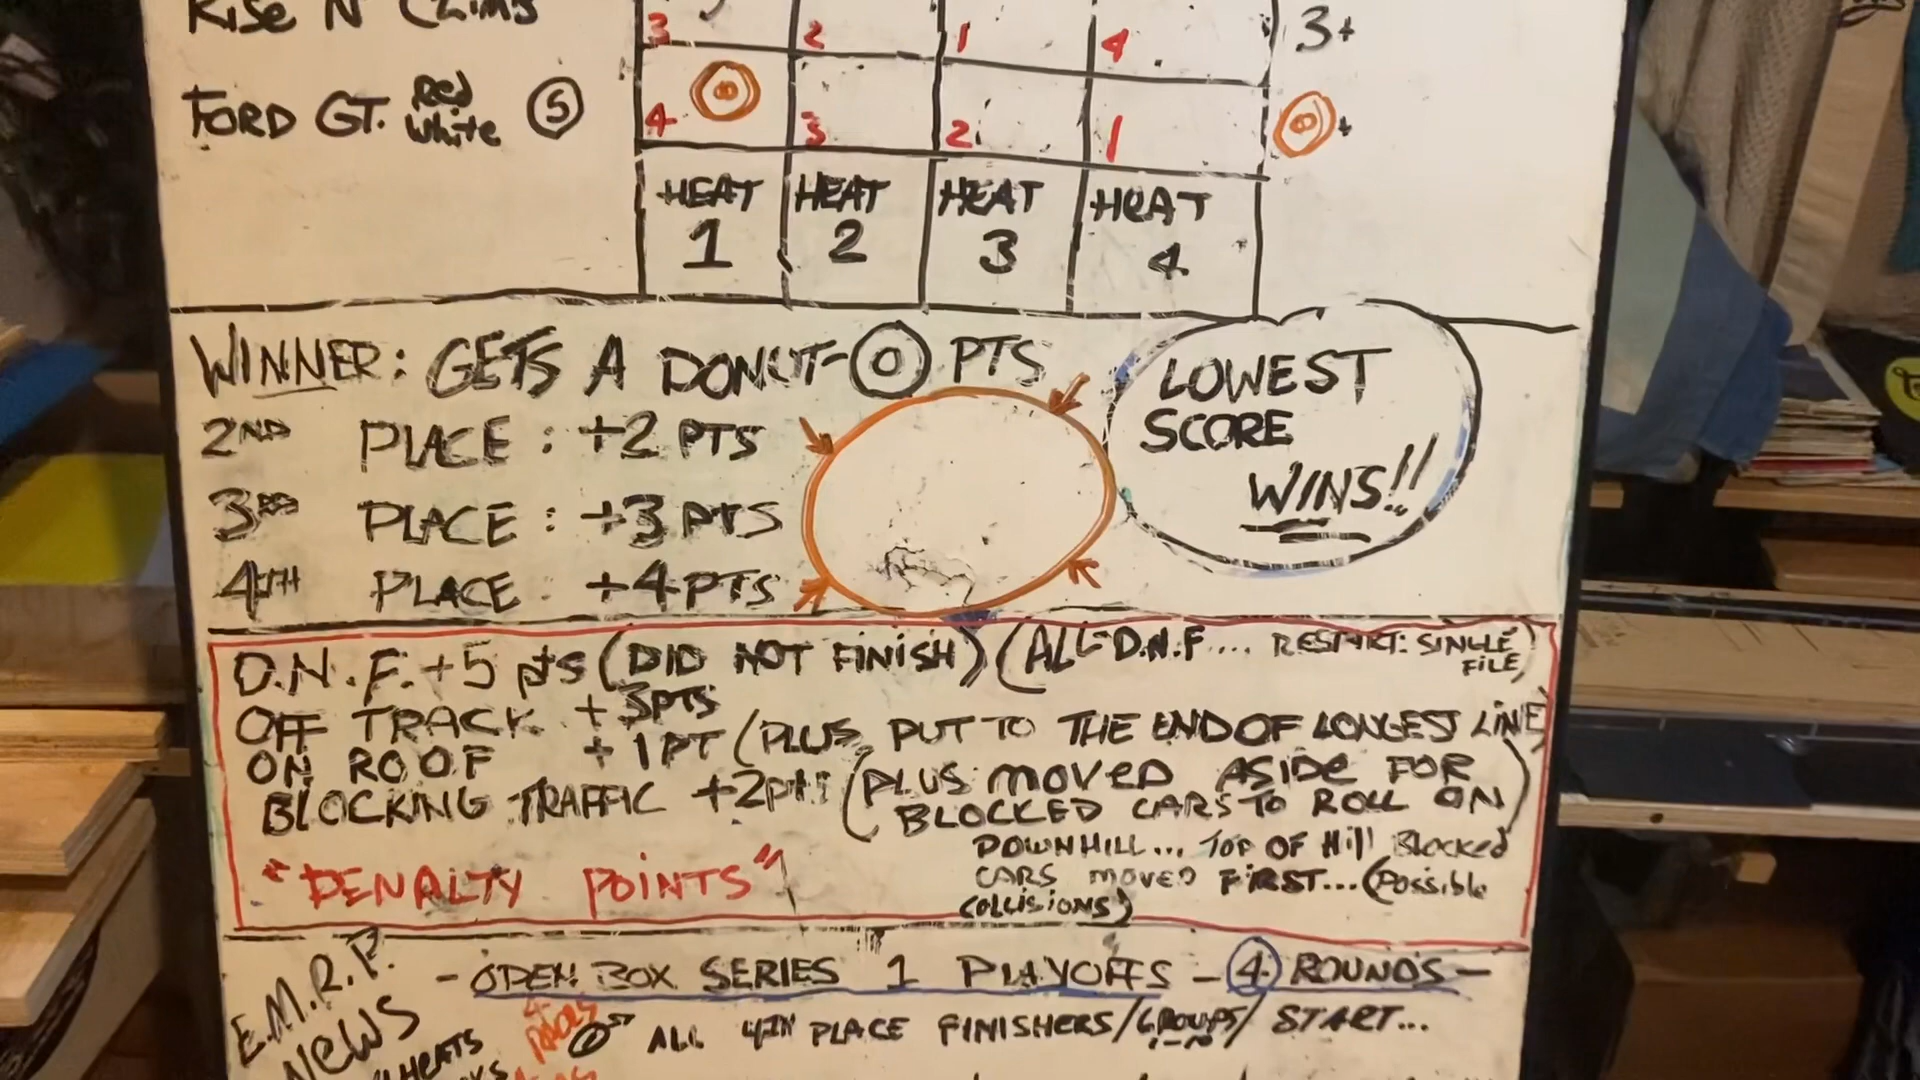 Rise N Climb 3 2 1 4 3+
FORD GT. Red White 5 4 0 3 2 1 0+
HEAT 1 HEAT 2 HEAT 3 HEAT 4
WINNER: GETS A DONUT- 0 PTS
2ND PLACE: +2 PTS
3RD PLACE: +3 PTS
4TH PLACE: +4 PTS
LOWEST
SCORE
WINS!!
D.N.F. +5 pts (DID NOT FINISH) (ALL-D.N.F... RESTART: SINGLE FILE)
OFF TRACK +3PTS
ON ROOF +1PT (PLUS, PUT TO THE END OF LONGEST LINE)
BLOCKING TRAFFIC +2pts (PLUS MOVED ASIDE FOR
BLOCKED CARS TO ROLL ON)
DOWNHILL... TOP OF Hill Blocked
CARS MOVED FIRST... (Possible
COLLISIONS)
"PENALTY POINTS"
E.M.R.P.
NEWS
HEATS
- OPEN BOX SERIES 1 PLAYOFFS - 4 ROUNDS -
ALL 4TH PLACE FINISHERS/GROUPS/ START...